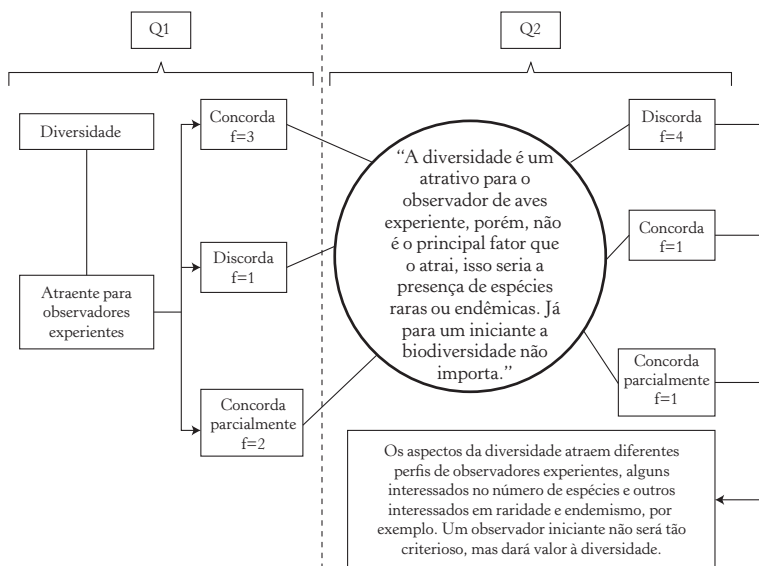 Q1
Q2
Diversidade
Atraente para
observadores
experientes
Concorda
f=3
Discorda
f=1
Concorda
parcialmente
f=2
“A diversidade é um
atrativo para o
observador de aves
experiente, porém, não
é o principal fator que
o atrai, isso seria a
presença de espécies
raras ou endêmicas. Já
para um iniciante a
biodiversidade não
importa.”
Discorda
f=4
Concorda
f=1
Concorda
parcialmente
f=1
Os aspectos da diversidade atraem diferentes
perfis de observadores experientes, alguns
interessados no número de espécies e outros
interessados em raridade e endemismo, por
exemplo. Um observador iniciante não será tão
criterioso, mas dará valor à diversidade.